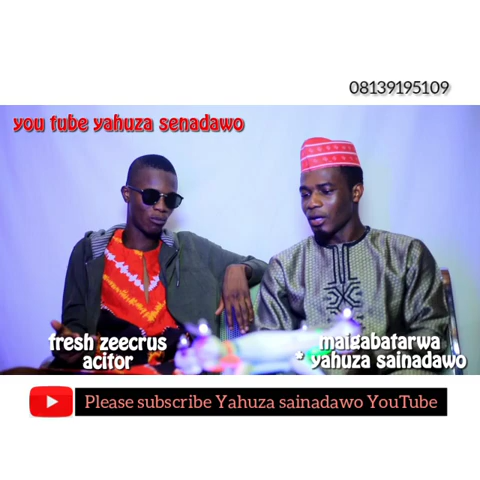 08139195109
you tube yahuza senadawo
fresh zeecrus
acitor
maigabatarwa
* yahuza sainadawo
Please subscribe Yahuza sainadawo YouTube